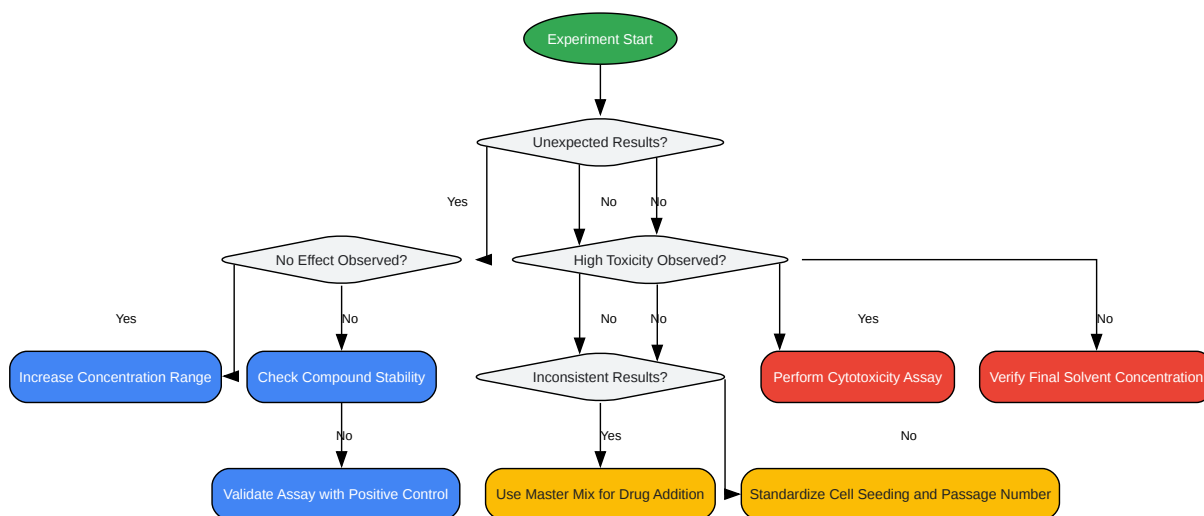 Experiment Start
Unexpected Results?
Yes
No
No
No Effect Observed?
High Toxicity Observed?
Yes
No
No
No
Yes
No
Increase Concentration Range
Check Compound Stability
Inconsistent Results?
Perform Cytotoxicity Assay
Verify Final Solvent Concentration
No
Yes
No
Validate Assay with Positive Control
Use Master Mix for Drug Addition
Standardize Cell Seeding and Passage Number